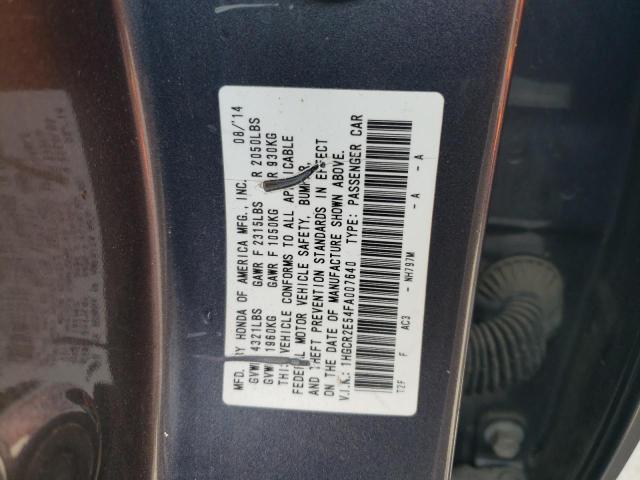 MFD. BY HONDA OF AMERICA MFG., INC. 08/'14
GVWR 4321LBS GAWR F 2315LBS R 2050LBS
GVWR 1960KG GAWR F 1050KG R 930KG
THIS VEHICLE CONFORMS TO ALL APPLICABLE
FEDERAL MOTOR VEHICLE SAFETY, BUMPER,
AND THEFT PREVENTION STANDARDS IN EFFECT
ON THE DATE OF MANUFACTURE SHOWN ABOVE.
V.I.N.: 1HGCR2E54FA007640 TYPE: PASSENGER CAR
T2F F AC3 - NH797M - A - A